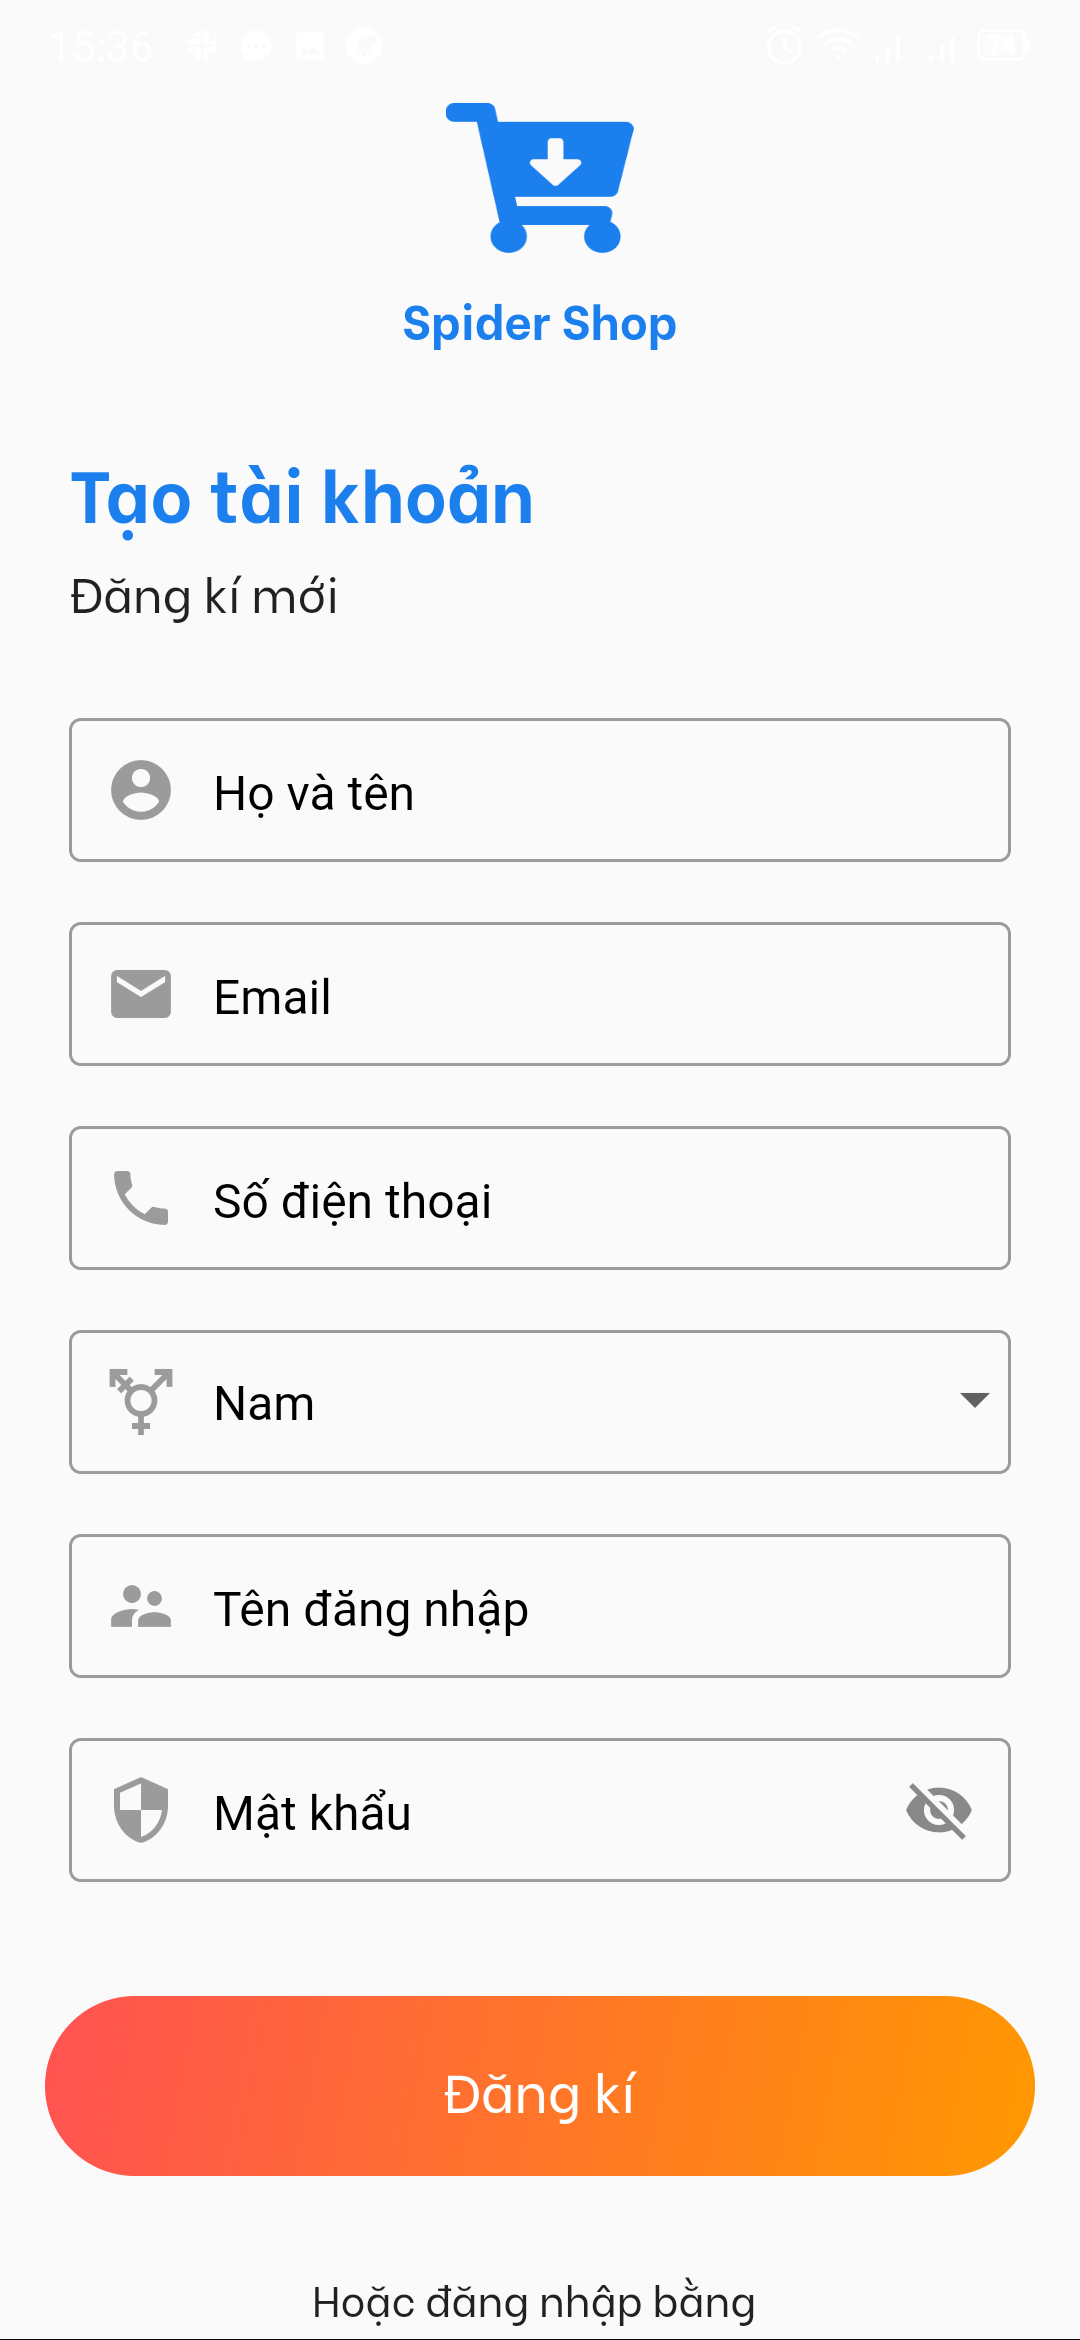 15:36
74
Spider Shop
Tạo tài khoản
Đăng kí mới
Họ và tên
Email
Số điện thoại
Nam
Tên đăng nhập
Mật khẩu
Đăng kí
Hoặc đăng nhập bằng